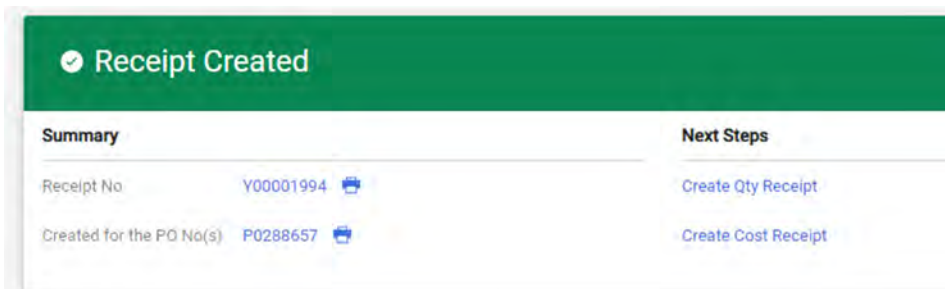 Receipt Created
Summary
Next Steps
Receipt No Y00001994
Create Qty Receipt
Created for the PO No(s) P0288657
Create Cost Receipt